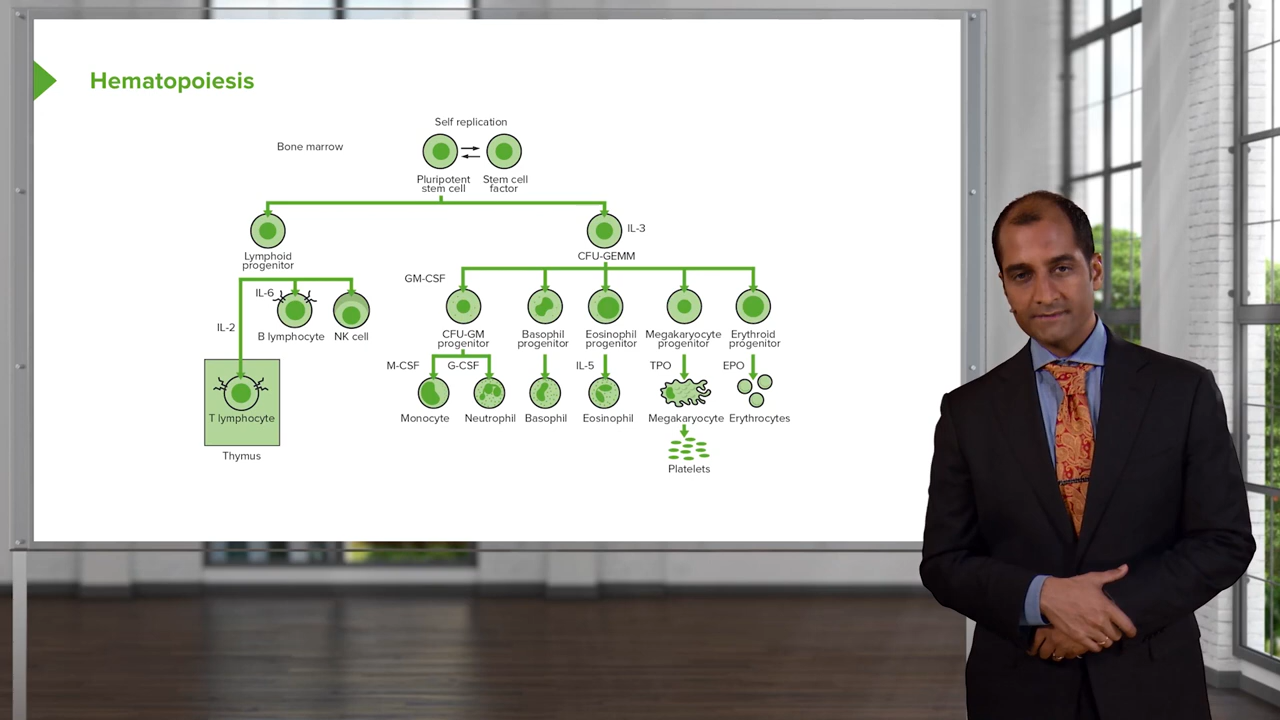 Hematopoiesis
Self replication
Bone marrow
Pluripotent
stem cell
Stem cell
factor
Lymphoid
progenitor
IL-3
CFU-GEMM
IL-6
B lymphocyte
NK cell
IL-2
T lymphocyte
Thymus
GM-CSF
CFU-GM
progenitor
Basophil
progenitor
Eosinophil
progenitor
Megakaryocyte
progenitor
Erythroid
progenitor
M-CSF
G-CSF
IL-5
TPO
EPO
Monocyte
Neutrophil
Basophil
Eosinophil
Megakaryocyte
Erythrocytes
Platelets